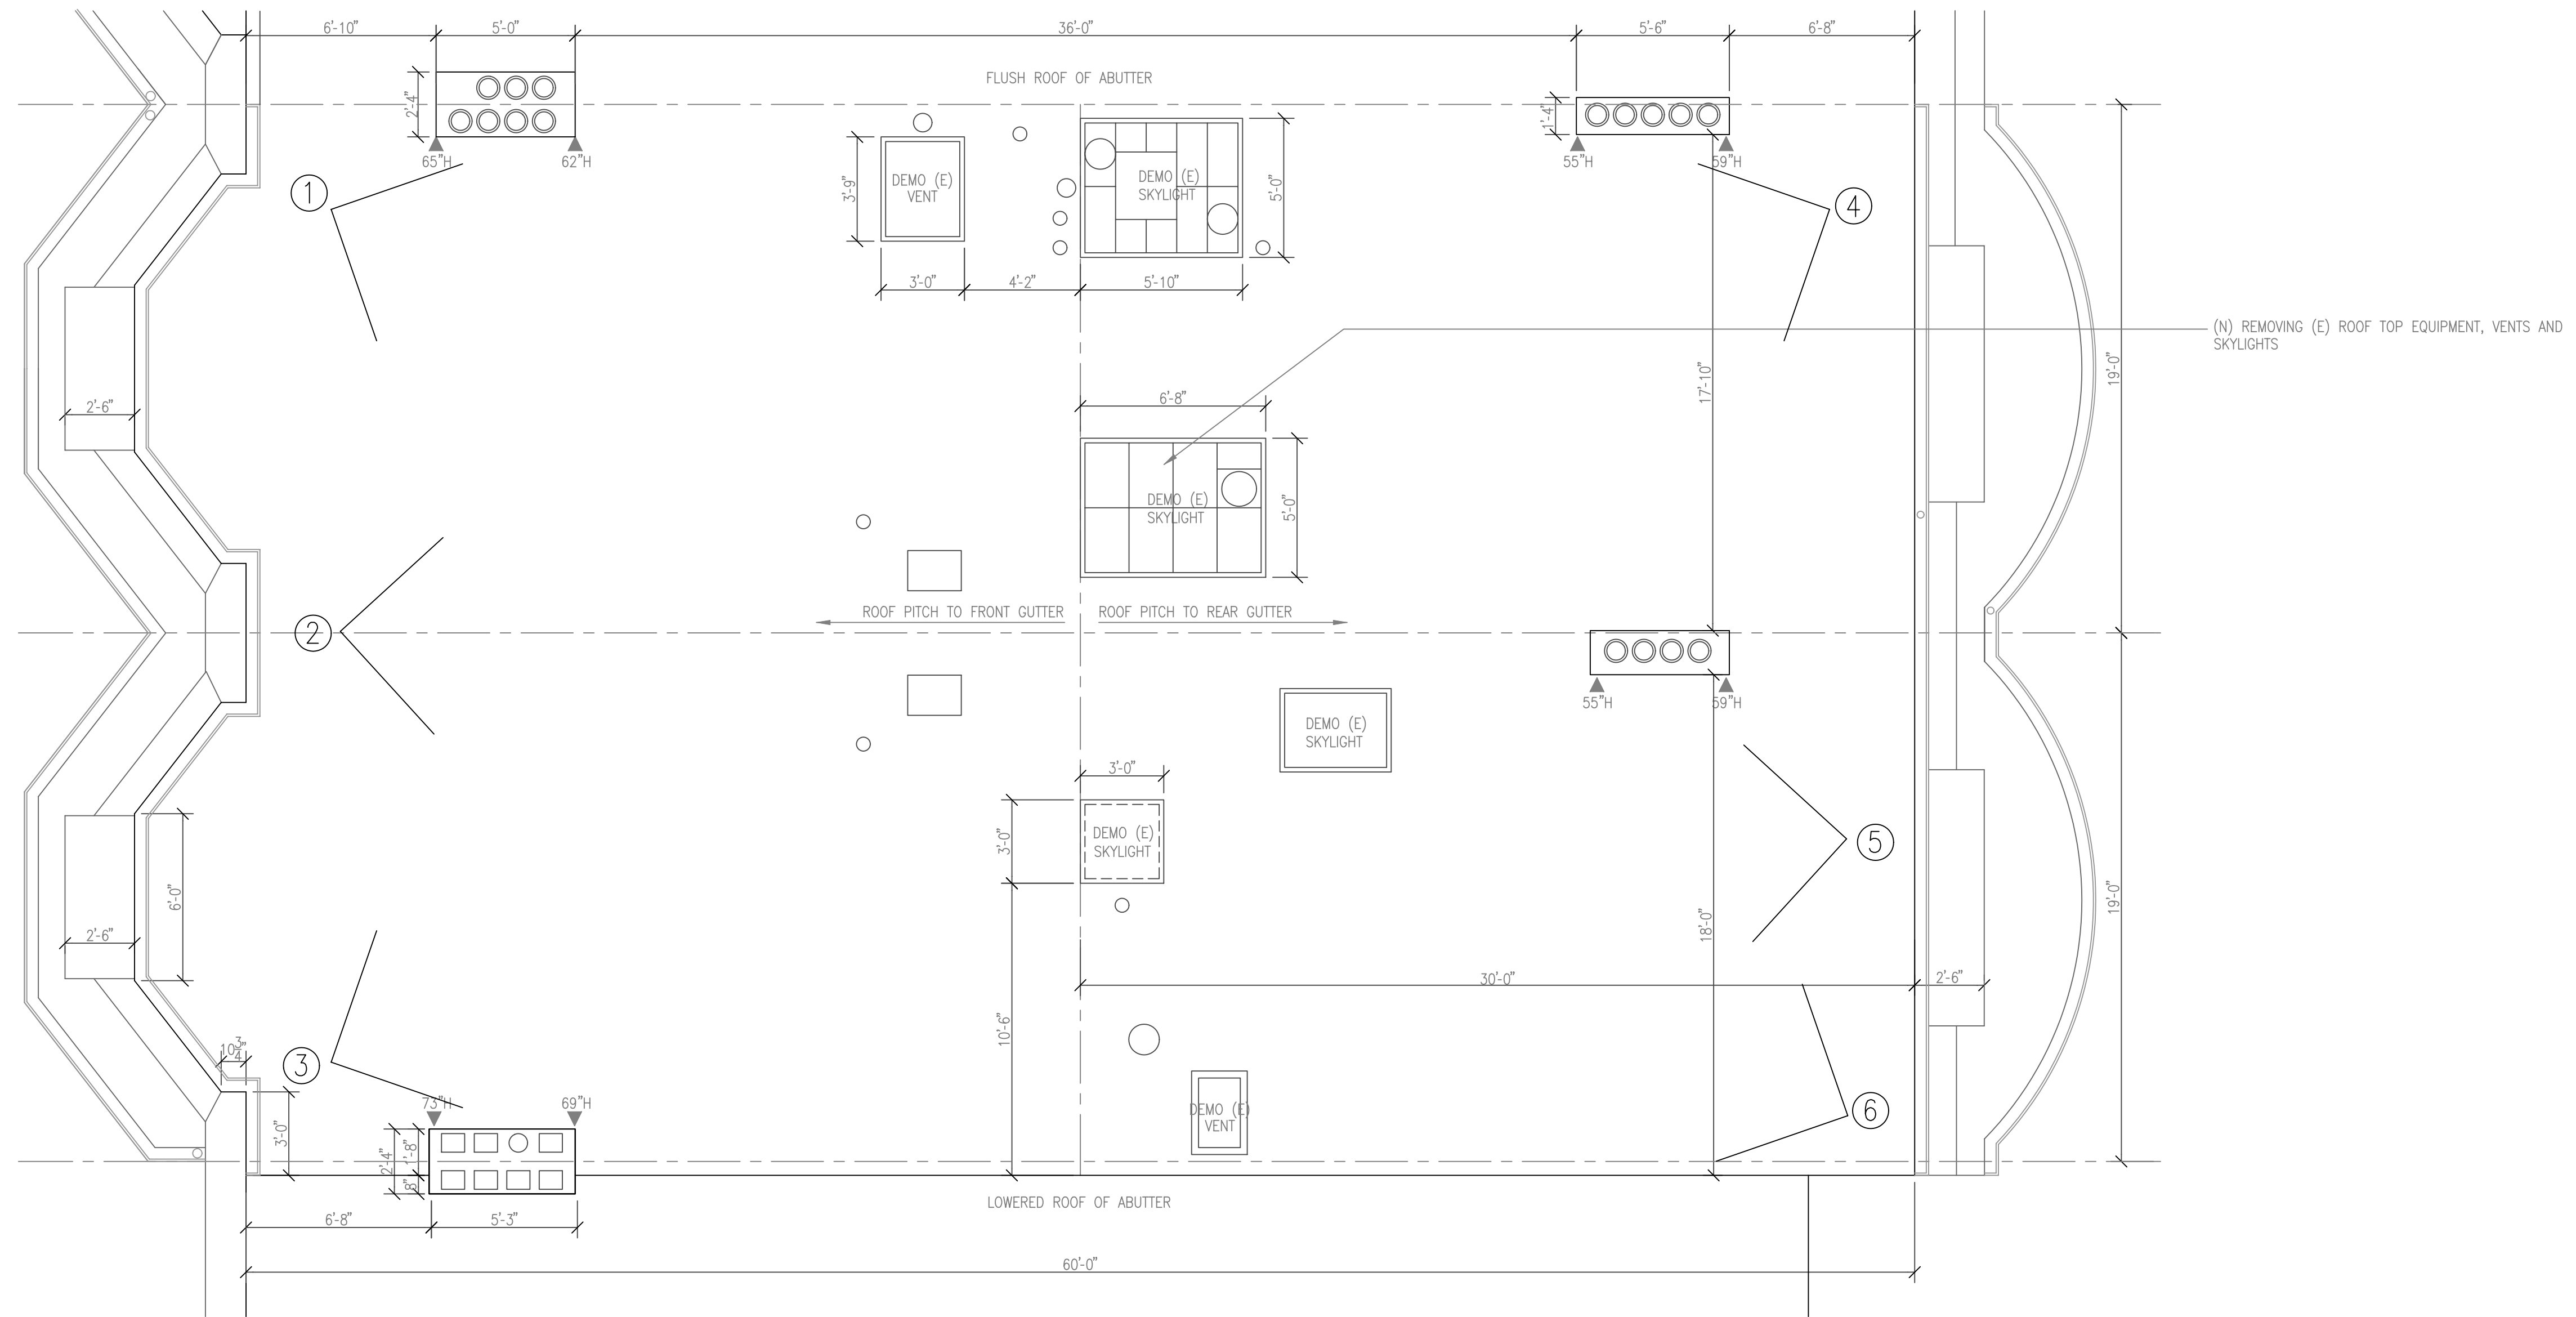 6'-10"
5'-0"
36'-0"
5'-6"
6'-8"
FLUSH ROOF OF ABUTTER
2'-4"
1'-4"
65"H
62"H
55"H
59"H
1
3'-9"
DEMO (E)
VENT
DEMO (E)
SKYLIGHT
5'-0"
4
3'-0"
4'-2"
5'-10"
(N) REMOVING (E) ROOF TOP EQUIPMENT, VENTS AND
SKYLIGHTS
17'-10"
19'-0"
2'-6"
6'-8"
DEMO (E)
SKYLIGHT
5'-0"
ROOF PITCH TO FRONT GUTTER
ROOF PITCH TO REAR GUTTER
2
55"H
59"H
DEMO (E)
SKYLIGHT
3'-0"
3'-0"
DEMO (E)
SKYLIGHT
5
6'-0"
2'-6"
18'-0"
19'-0"
30'-0"
2'-6"
10'-6"
10 3/4"
3
73"H
69"H
DEMO (E)
VENT
6
3'-0"
2'-4"
1'-8"
8"
LOWERED ROOF OF ABUTTER
6'-8"
5'-3"
60'-0"